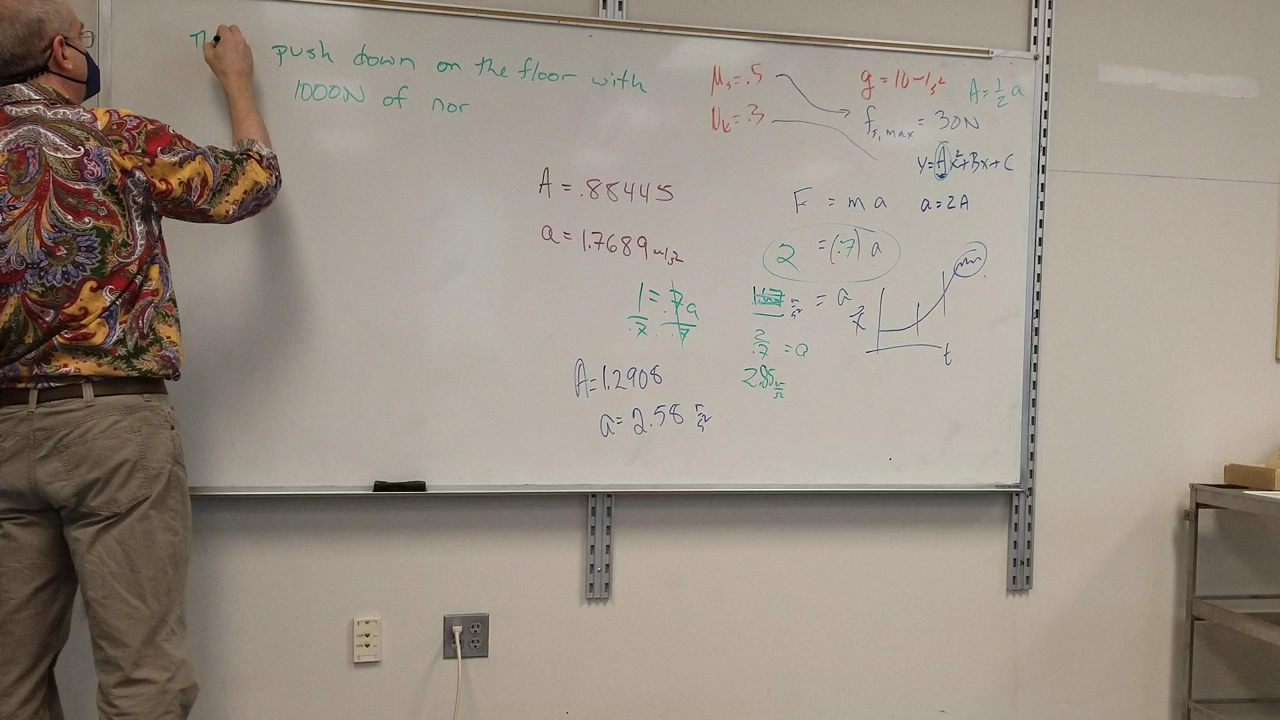 push down on the floor with
1000N of nor
μs = .5
μk = .3
g = 10 m/s²
A = ½ a
fs, max = 30N
y = Ax² + Bx + C
F = ma
a = 2A
A = .88445
a = 1.7689 m/s²
2 = (.7) a
1 = .7a
.7 .7
m/s² = a
2/.7 = a
2.85 m/s²
x
t
A = 1.2908
a = 2.58 m/s²